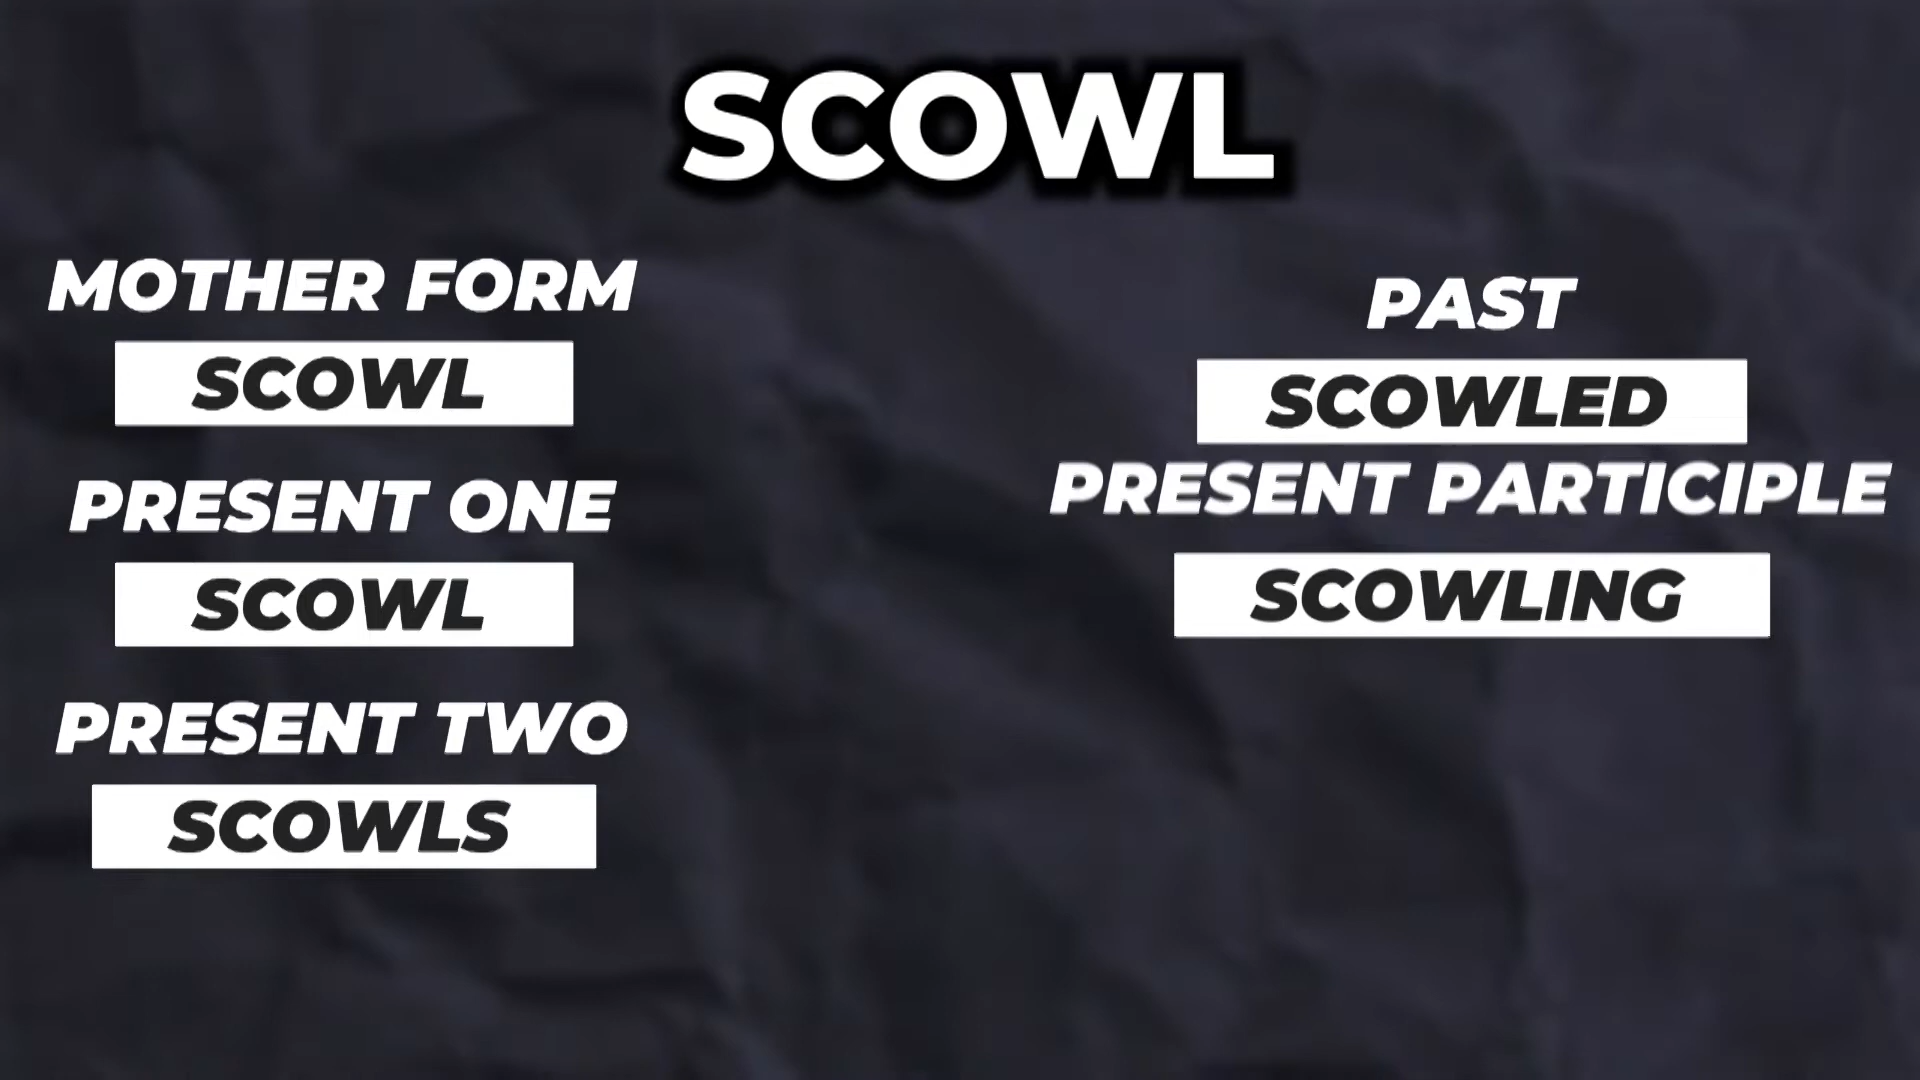 SCOWL
MOTHER FORM
SCOWL
PRESENT ONE
SCOWL
PRESENT TWO
SCOWLS
PAST
SCOWLED
PRESENT PARTICIPLE
SCOWLING